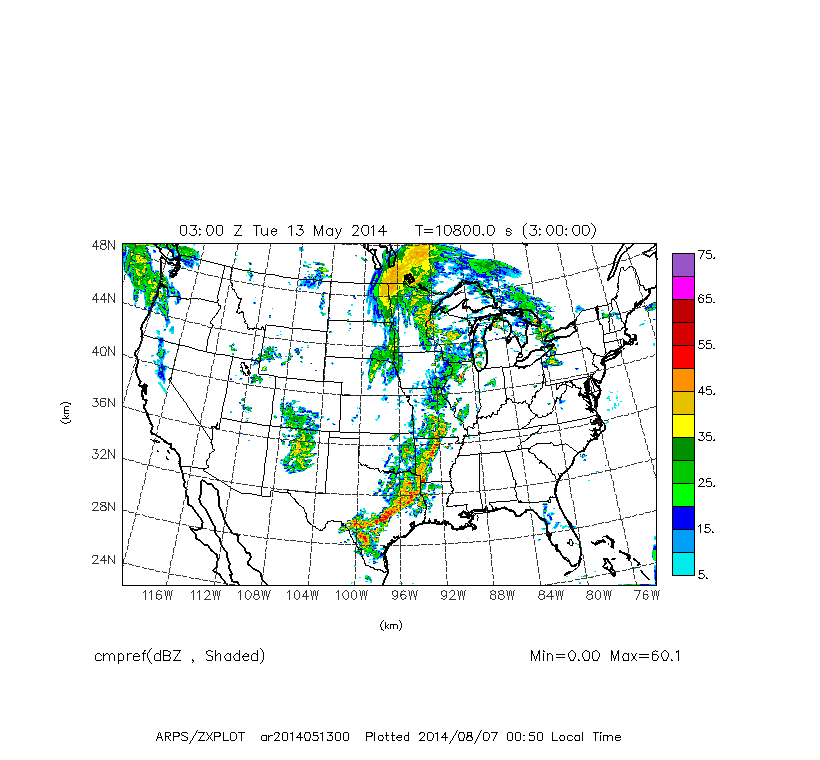 03:00 Z Tue 13 May 2014 T=10800.0 s (3:00:00)
48N
44N
40N
36N
32N
28N
24N
(km)
75.
65.
55.
45.
35.
25.
15.
5.
116W 112W 108W 104W 100W 96W 92W 88W 84W 80W 76W
(km)
cmpref(dBZ , Shaded) Min=0.00 Max=60.1
ARPS/ZXPLOT ar2014051300 Plotted 2014/08/07 00:50 Local Time